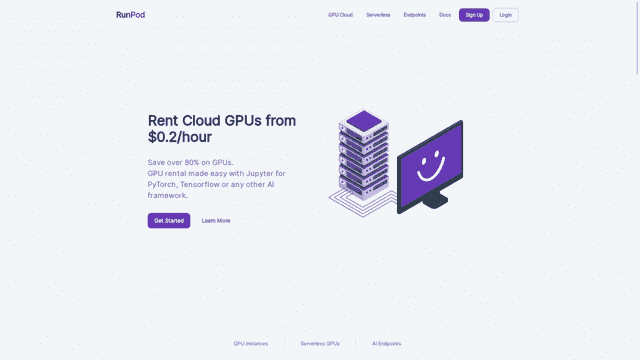 RunPod
GPU Cloud
Serverless
Endpoints
Docs
Sign Up
Login
Rent Cloud GPUs from
$0.2/hour
Save over 80% on GPUs.
GPU rental made easy with Jupyter for
PyTorch, Tensorflow or any other AI
framework.
Get Started
Learn More
GPU instances
Serverless GPUs
AI Endpoints